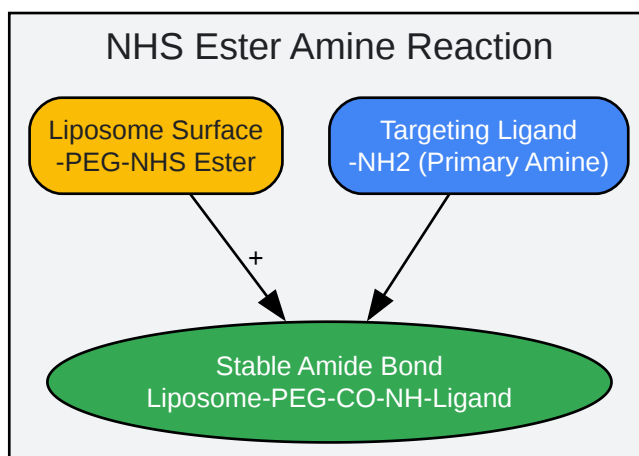 NHS Ester Amine Reaction
Liposome Surface
-PEG-NHS Ester
Targeting Ligand
-NH2 (Primary Amine)
+
Stable Amide Bond
Liposome-PEG-CO-NH-Ligand